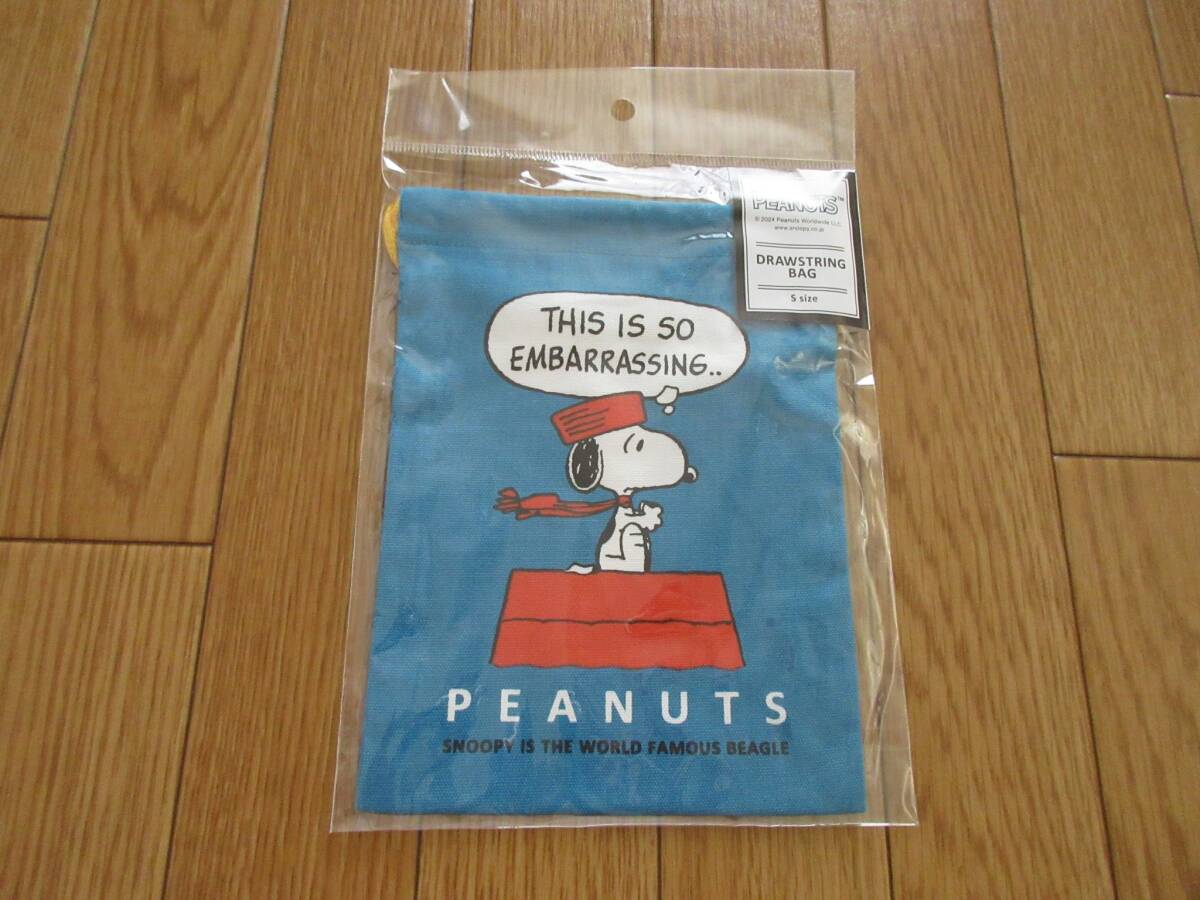 PEANUTS™
© 2024 Peanuts Worldwide LLC
www.snoopy.co.jp
DRAWSTRING
BAG
S size
THIS IS SO
EMBARRASSING..
PEANUTS
SNOOPY IS THE WORLD FAMOUS BEAGLE